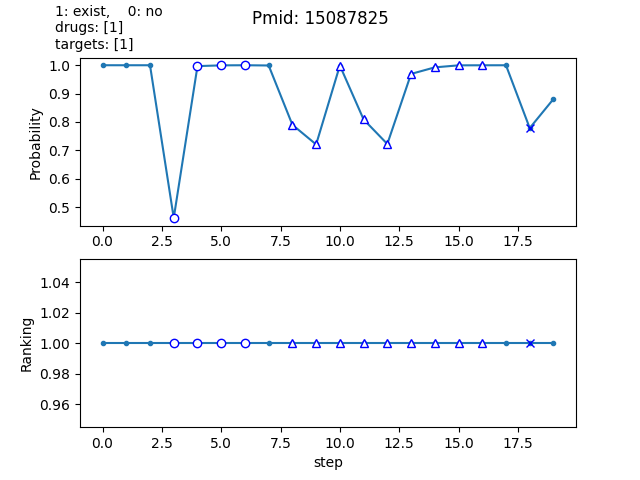 1: exist,    0: no
drugs: [1]
targets: [1]
Pmid: 15087825
1.0
0.9
0.8
0.7
0.6
0.5
Probability
0.0 2.5 5.0 7.5 10.0 12.5 15.0 17.5
1.04
1.02
1.00
0.98
0.96
Ranking
0.0 2.5 5.0 7.5 10.0 12.5 15.0 17.5
step